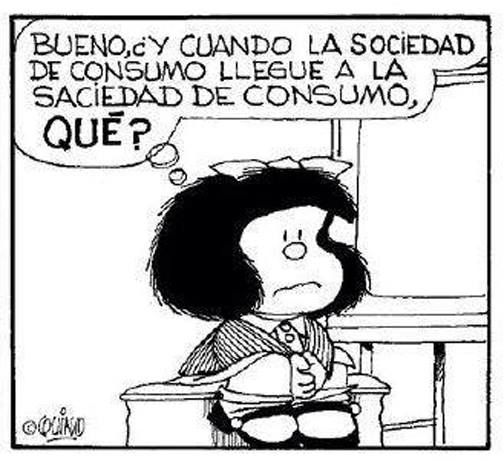 BUENO, ¿Y CUANDO LA SOCIEDAD
DE CONSUMO LLEGUE A LA
SACIEDAD DE CONSUMO,
QUÉ?
© QUINO